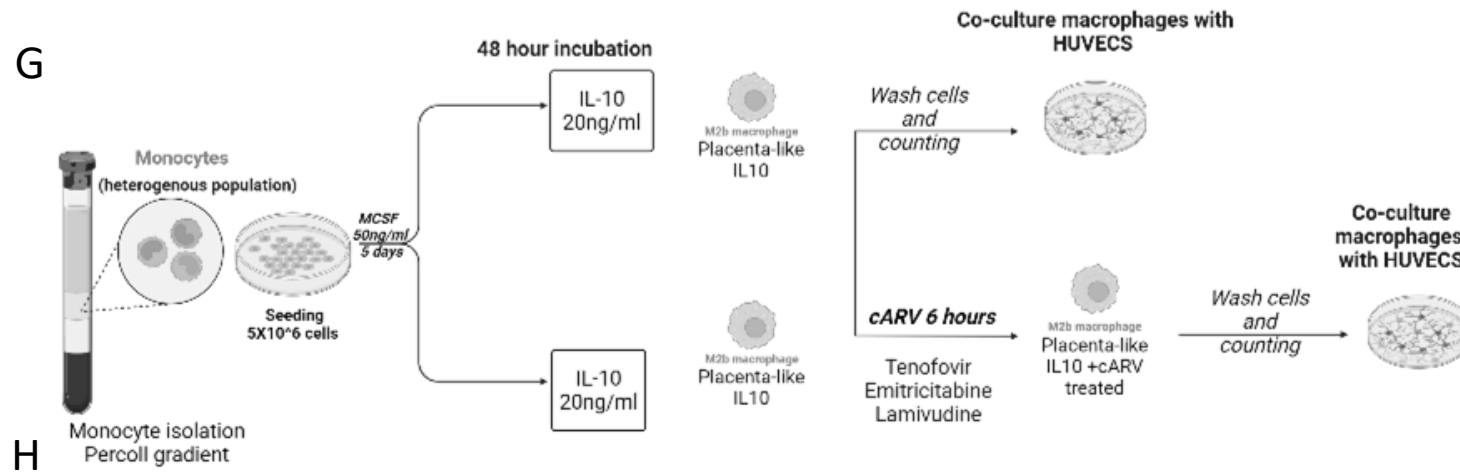 G
Monocytes
(heterogenous population)
Seeding
5X10^6 cells
Monocyte isolation
Percoll gradient
H
MCSF
50ng/ml
5 days
48 hour incubation
IL-10
20ng/ml
M2b macrophage
Placenta-like
IL10
IL-10
20ng/ml
M2b macrophage
Placenta-like
IL10
Wash cells
and
counting
Co-culture macrophages with
HUVECS
cARV 6 hours
Tenofovir
Emitricitabine
Lamivudine
M2b macrophage
Placenta-like
IL10 +cARV
treated
Wash cells
and
counting
Co-culture
macrophages
with HUVECS